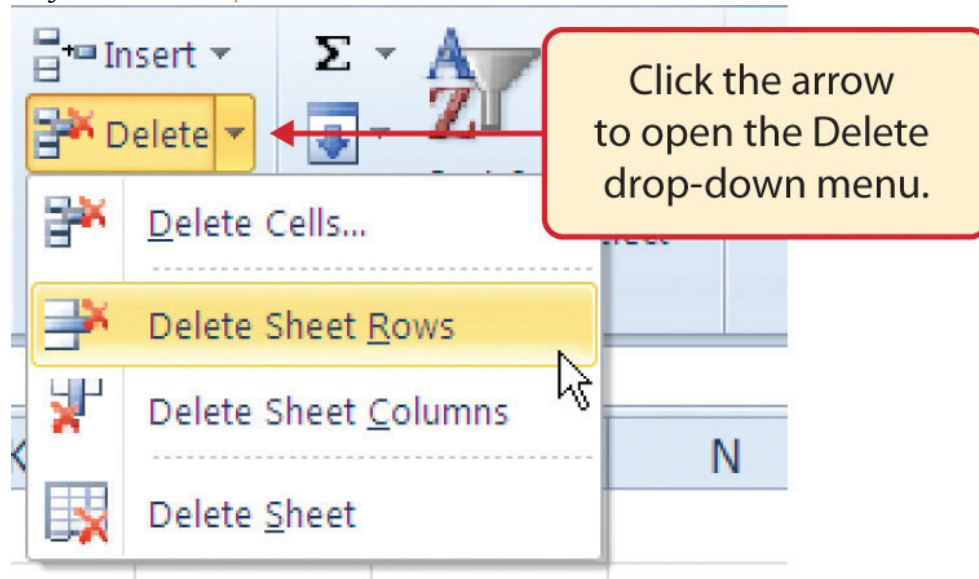 Insert
Σ
A
Z
Delete
Click the arrow
to open the Delete
drop-down menu.
Delete Cells...
Delete Sheet Rows
Delete Sheet Columns
N
Delete Sheet